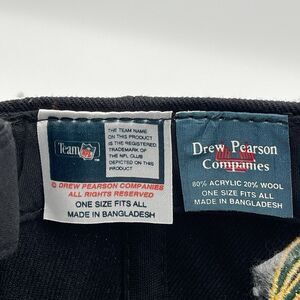 Team NFL
THE TEAM NAME
ON THIS PRODUCT
IS THE REGISTERED
TRADEMARK OF
THE NFL CLUB
DEPICTED ON THIS
PRODUCT
© DREW PEARSON COMPANIES
ALL RIGHTS RESERVED
ONE SIZE FITS ALL
MADE IN BANGLADESH
Drew Pearson
Companies
80% ACRYLIC 20% WOOL
ONE SIZE FITS ALL
MADE IN BANGLADESH